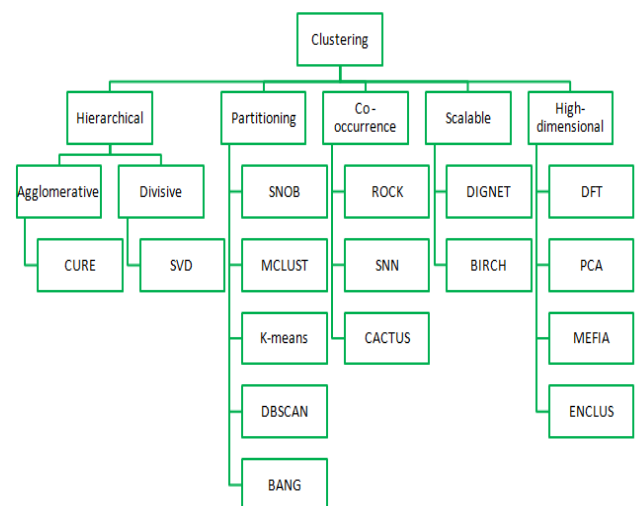 Clustering
Hierarchical
Partitioning
Co-
occurrence
Scalable
High-
dimensional
Agglomerative
Divisive
SNOB
ROCK
DIGNET
DFT
CURE
SVD
MCLUST
SNN
BIRCH
PCA
K-means
CACTUS
MEFIA
DBSCAN
ENCLUS
BANG